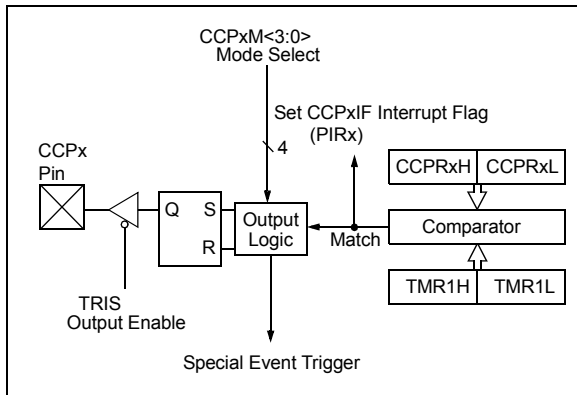 CCPxM<3:0>
Mode Select
Set CCPxIF Interrupt Flag
(PIRx)
4
CCPx
Pin
CCPRxH CCPRxL
Q S
R
Output
Logic
Match
Comparator
TRIS
Output Enable
TMR1H TMR1L
Special Event Trigger